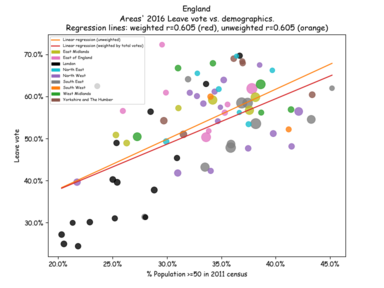 England
Areas' 2016 Leave vote vs. demographics.
Regression lines: weighted r=0.605 (red), unweighted r=0.605 (orange)
Linear regression (unweighted)
Linear regression (weighted by total votes)
East Midlands
East of England
London
North East
North West
South East
South West
West Midlands
Yorkshire and The Humber
70.0%
60.0%
50.0%
40.0%
30.0%
Leave vote
20.0% 25.0% 30.0% 35.0% 40.0% 45.0%
% Population >=50 in 2011 census